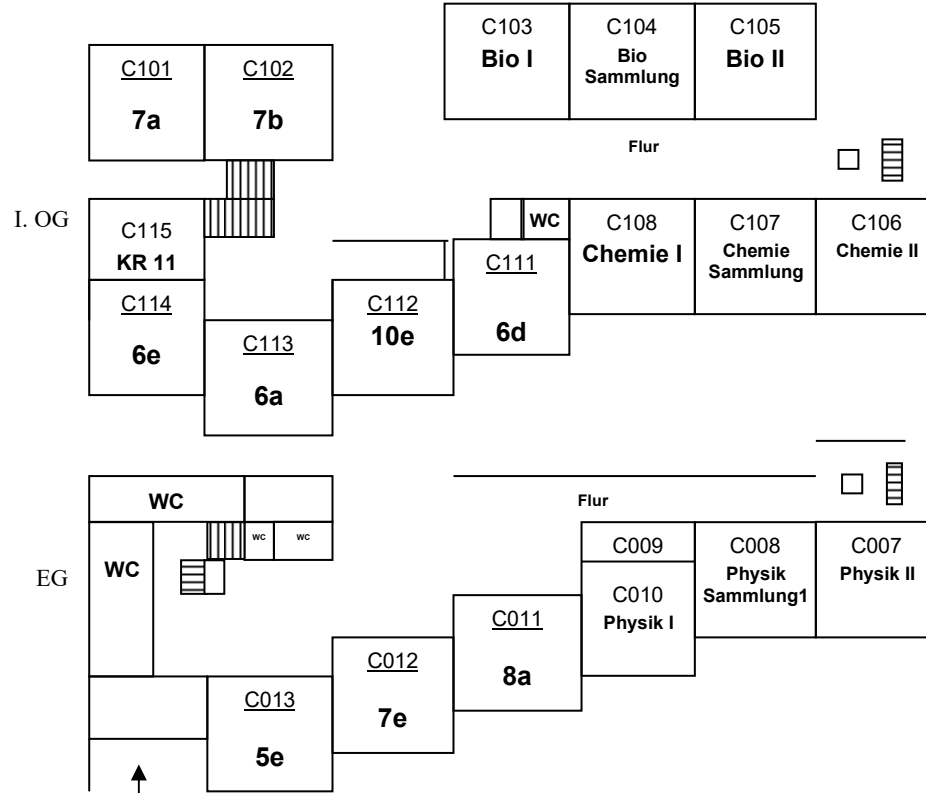 C103
Bio I
C104
Bio
Sammlung
C105
Bio II
C101
7a
C102
7b
Flur
I. OG
C115
KR 11
WC
C108
Chemie I
C107
Chemie
Sammlung
C106
Chemie II
C114
6e
C113
6a
C112
10e
C111
6d
EG
WC
WC
WC
WC
Flur
C009
C010
Physik I
C008
Physik
Sammlung1
C007
Physik II
C011
8a
C012
7e
C013
5e